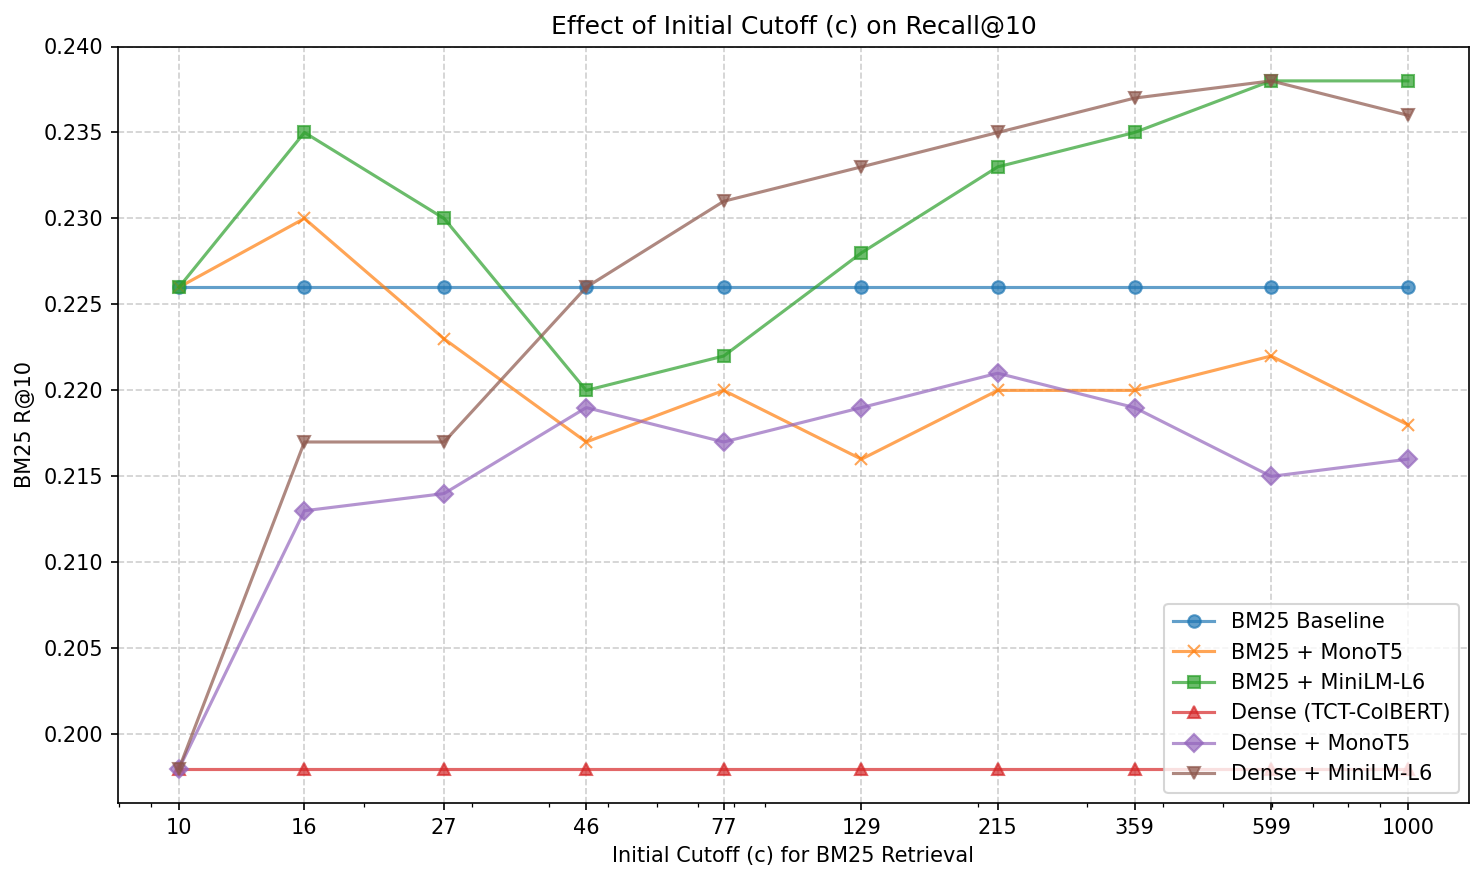 Effect of Initial Cutoff (c) on Recall@10
BM25 R@10
0.240
0.235
0.230
0.225
0.220
0.215
0.210
0.205
0.200
BM25 Baseline
BM25 + MonoT5
BM25 + MiniLM-L6
Dense (TCT-ColBERT)
Dense + MonoT5
Dense + MiniLM-L6
10 16 27 46 77 129 215 359 599 1000
Initial Cutoff (c) for BM25 Retrieval